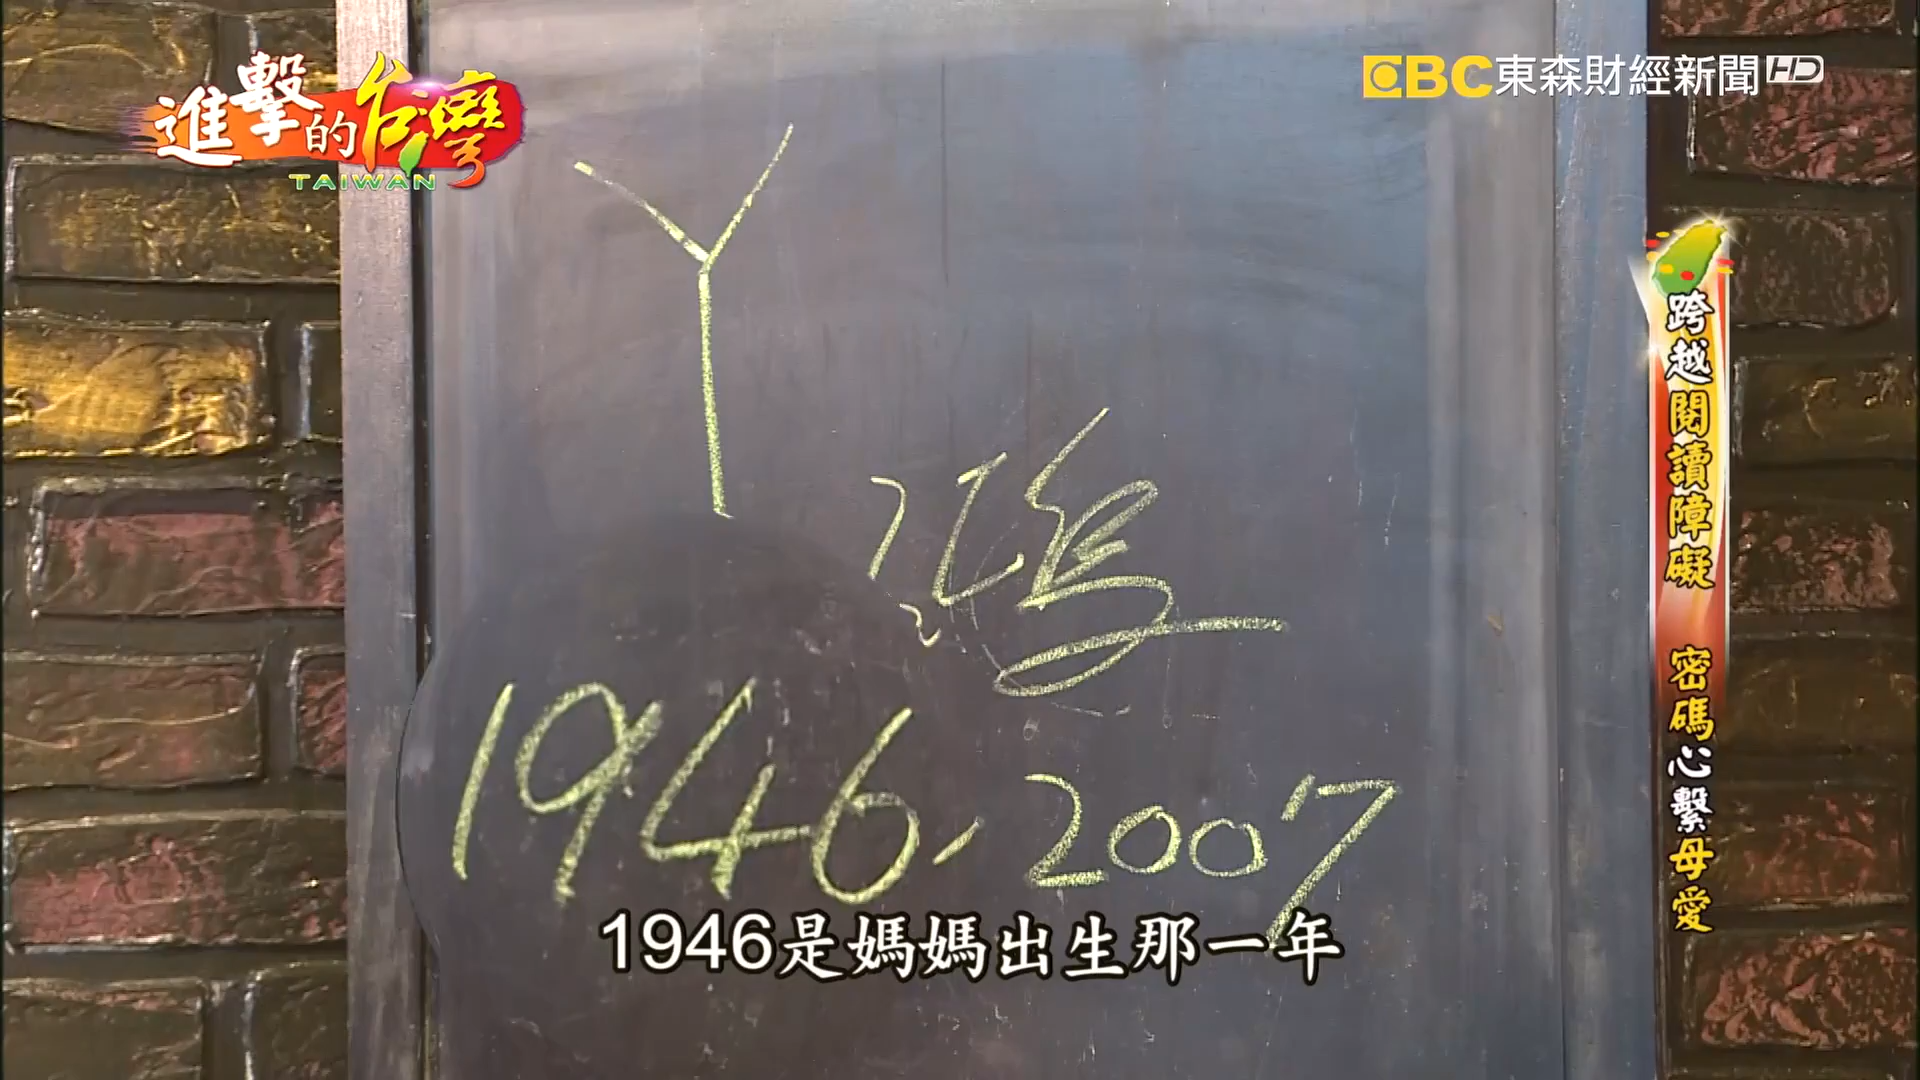 進擊的台灣
TAIWAN
EBC東森財經新聞HD
跨越閱讀障礙 密碼心繫母愛
Y
1946, 2007
1946是媽媽出生那一年